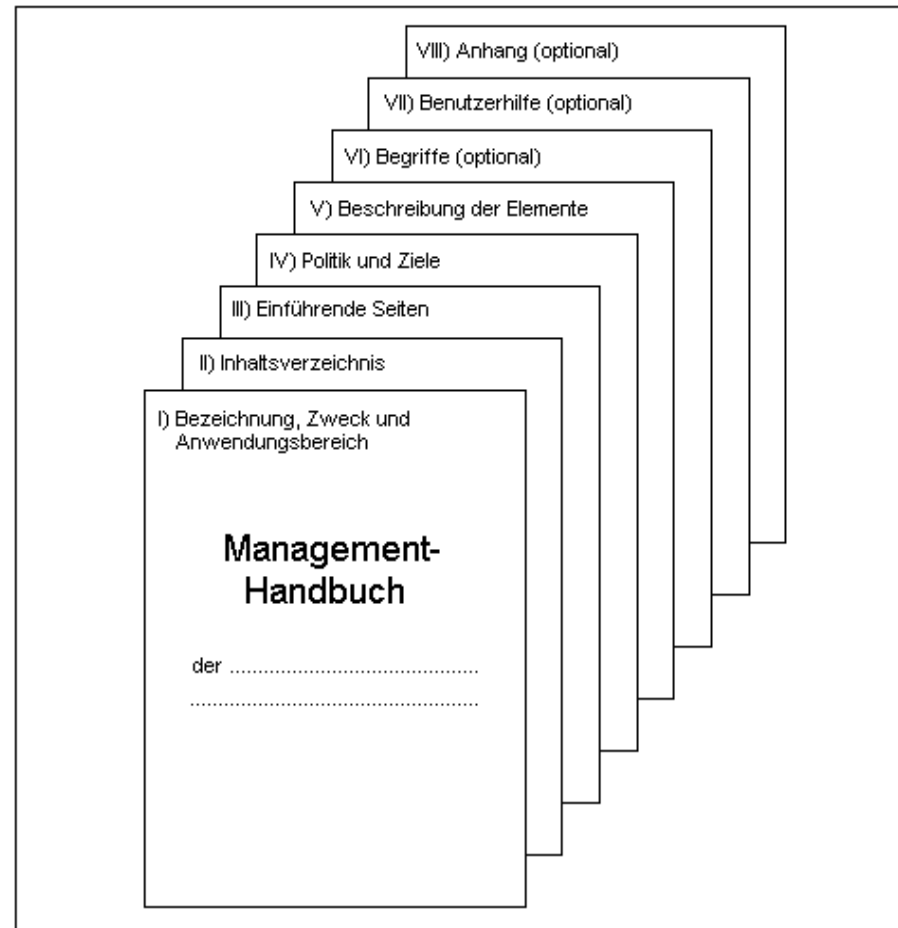 VIII) Anhang (optional)
VII) Benutzerhilfe (optional)
VI) Begriffe (optional)
V) Beschreibung der Elemente
IV) Politik und Ziele
III) Einführende Seiten
II) Inhaltsverzeichnis
I) Bezeichnung, Zweck und
Anwendungsbereich
Management-
Handbuch
der ..............................................
.....................................................